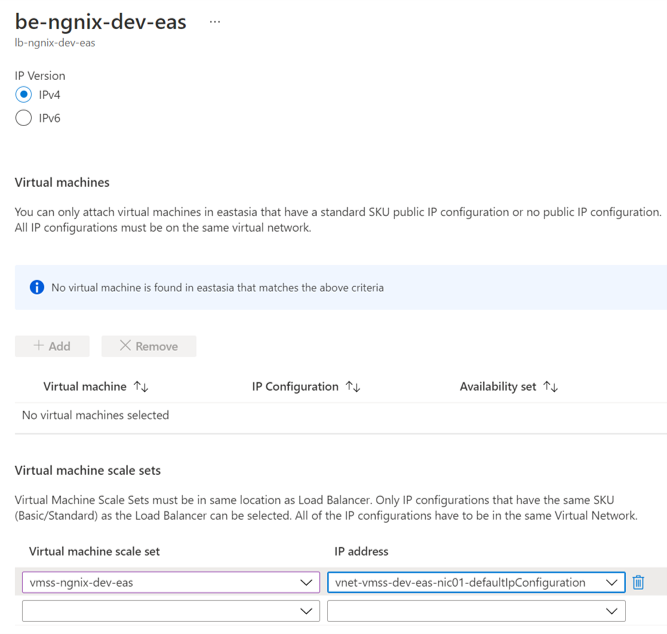 be-ngnix-dev-eas ...
lb-ngnix-dev-eas
IP Version
IPv4
IPv6
Virtual machines
You can only attach virtual machines in eastasia that have a standard SKU public IP configuration or no public IP configuration.
All IP configurations must be on the same virtual network.
No virtual machine is found in eastasia that matches the above criteria
+ Add × Remove
Virtual machine ↑↓ IP Configuration ↑↓ Availability set ↑↓
No virtual machines selected
Virtual machine scale sets
Virtual Machine Scale Sets must be in same location as Load Balancer. Only IP configurations that have the same SKU
(Basic/Standard) as the Load Balancer can be selected. All of the IP configurations have to be in the same Virtual Network.
Virtual machine scale set IP address
vmss-ngnix-dev-eas vnet-vmss-dev-eas-nic01-defaultIpConfiguration